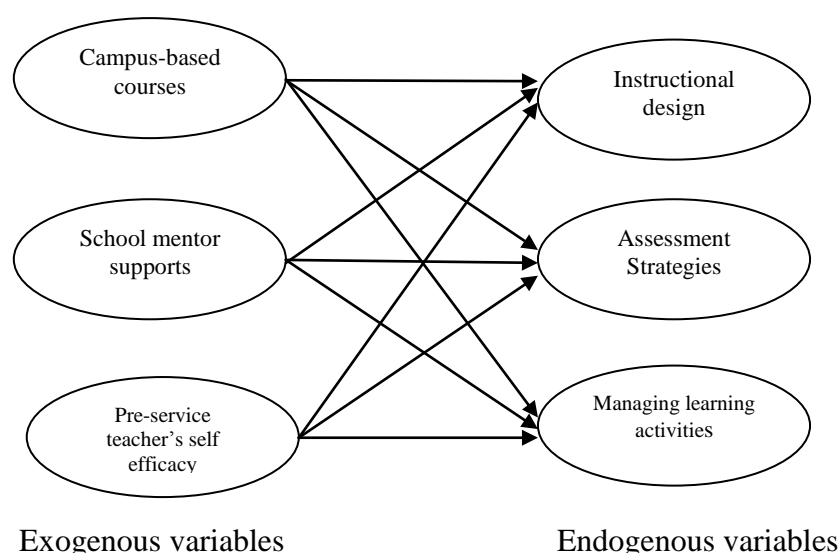 Campus-based
courses
Instructional
design
School mentor
supports
Assessment
Strategies
Pre-service
teacher's self
efficacy
Managing learning
activities
Exogenous variables
Endogenous variables